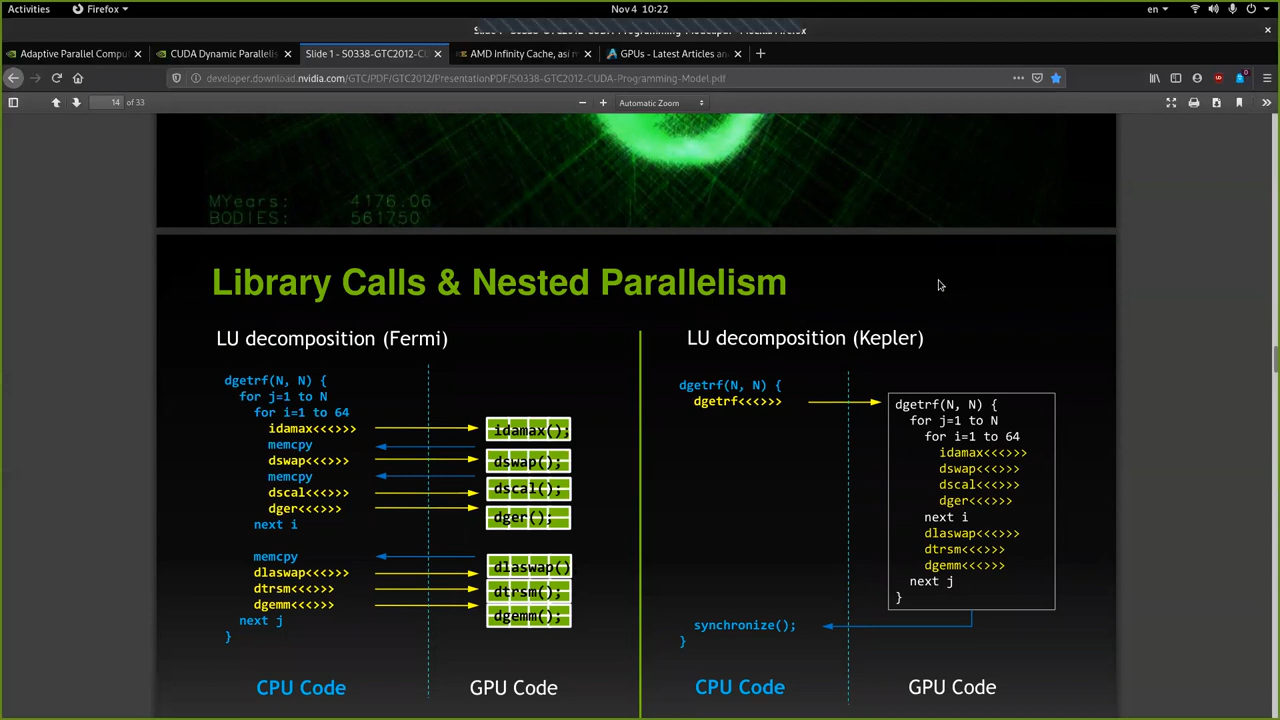 Activities
Firefox
Nov 4 10:22
en
Adaptive Parallel Compu
CUDA Dynamic Parallelis
Slide 1 - S0338-GTC2012-CU
AMD Infinity Cache, así m
GPUs - Latest Articles an
developer.download.nvidia.com/GTC/PDF/GTC2012/PresentationPDF/S0338-GTC2012-CUDA-Programming-Model.pdf
14 of 33
Automatic Zoom
MYears: 4176.06
BODIES: 561750
Library Calls & Nested Parallelism
LU decomposition (Fermi)
dgetrf(N, N) {
for j=1 to N
for i=1 to 64
idamax<<<>>>
memcpy
dswap<<<>>>
memcpy
dscal<<<>>>
dger<<<>>>
next i
memcpy
dlaswap<<<>>>
dtrsm<<<>>>
dgemm<<<>>>
next j
}
idamax();
dswap();
dscal();
dger();
dlaswap()
dtrsm();
dgemm();
CPU Code
GPU Code
LU decomposition (Kepler)
dgetrf(N, N) {
dgetrf<<<>>>
synchronize();
}
dgetrf(N, N) {
for j=1 to N
for i=1 to 64
idamax<<<>>>
dswap<<<>>>
dscal<<<>>>
dger<<<>>>
next i
dlaswap<<<>>>
dtrsm<<<>>>
dgemm<<<>>>
next j
}
CPU Code
GPU Code